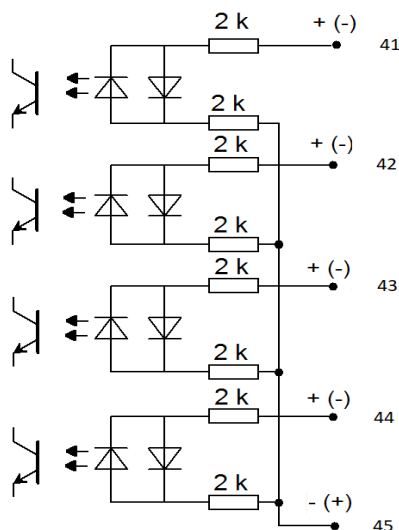 2 k + (-) 41
2 k
2 k + (-) 42
2 k
2 k + (-) 43
2 k
2 k + (-) 44
2 k - (+)
45